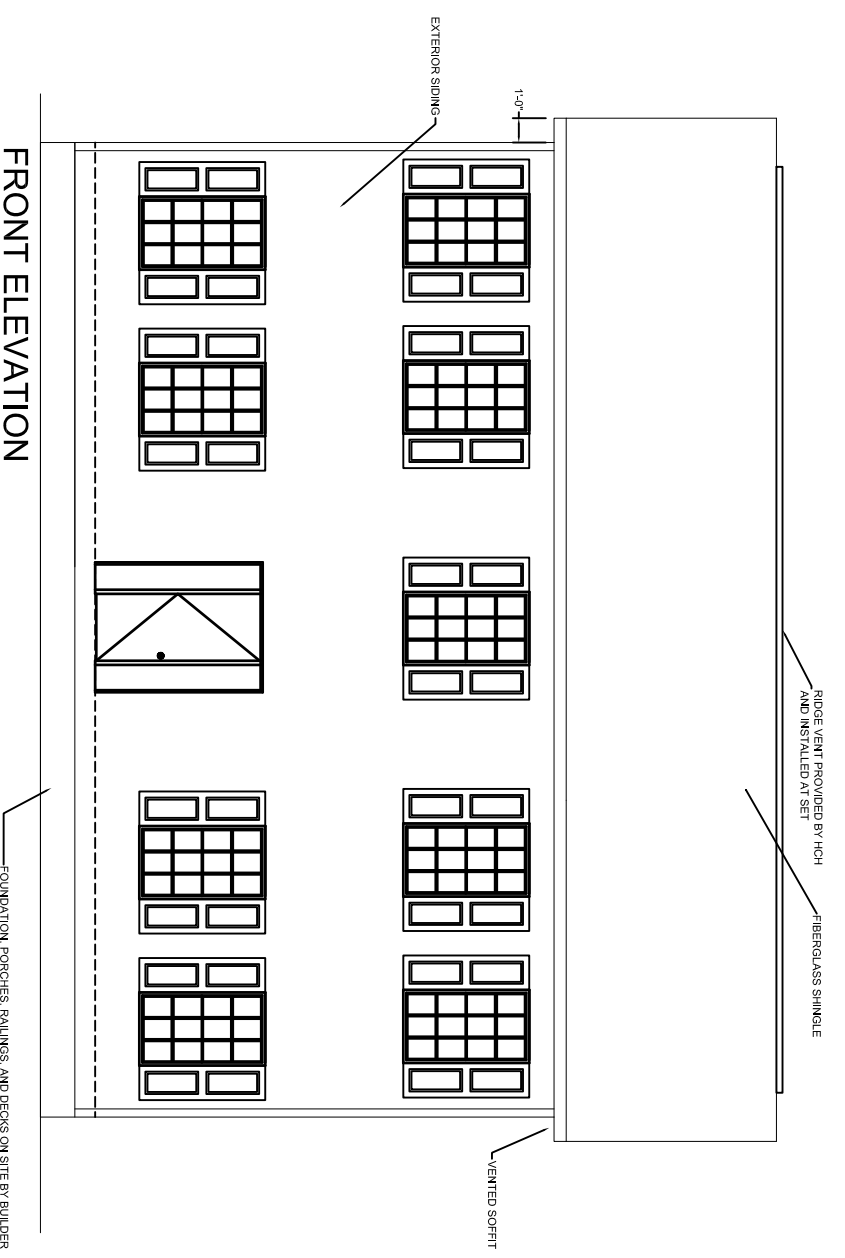 RIDGE VENT PROVIDED BY HCH
AND INSTALLED AT SET
FIBERGLASS SHINGLE
1'-0"
EXTERIOR SIDING
VENTED SOFFIT
FOUNDATION, PORCHES, RAILINGS, AND DECKS ON SITE BY BUILDER
FRONT ELEVATION